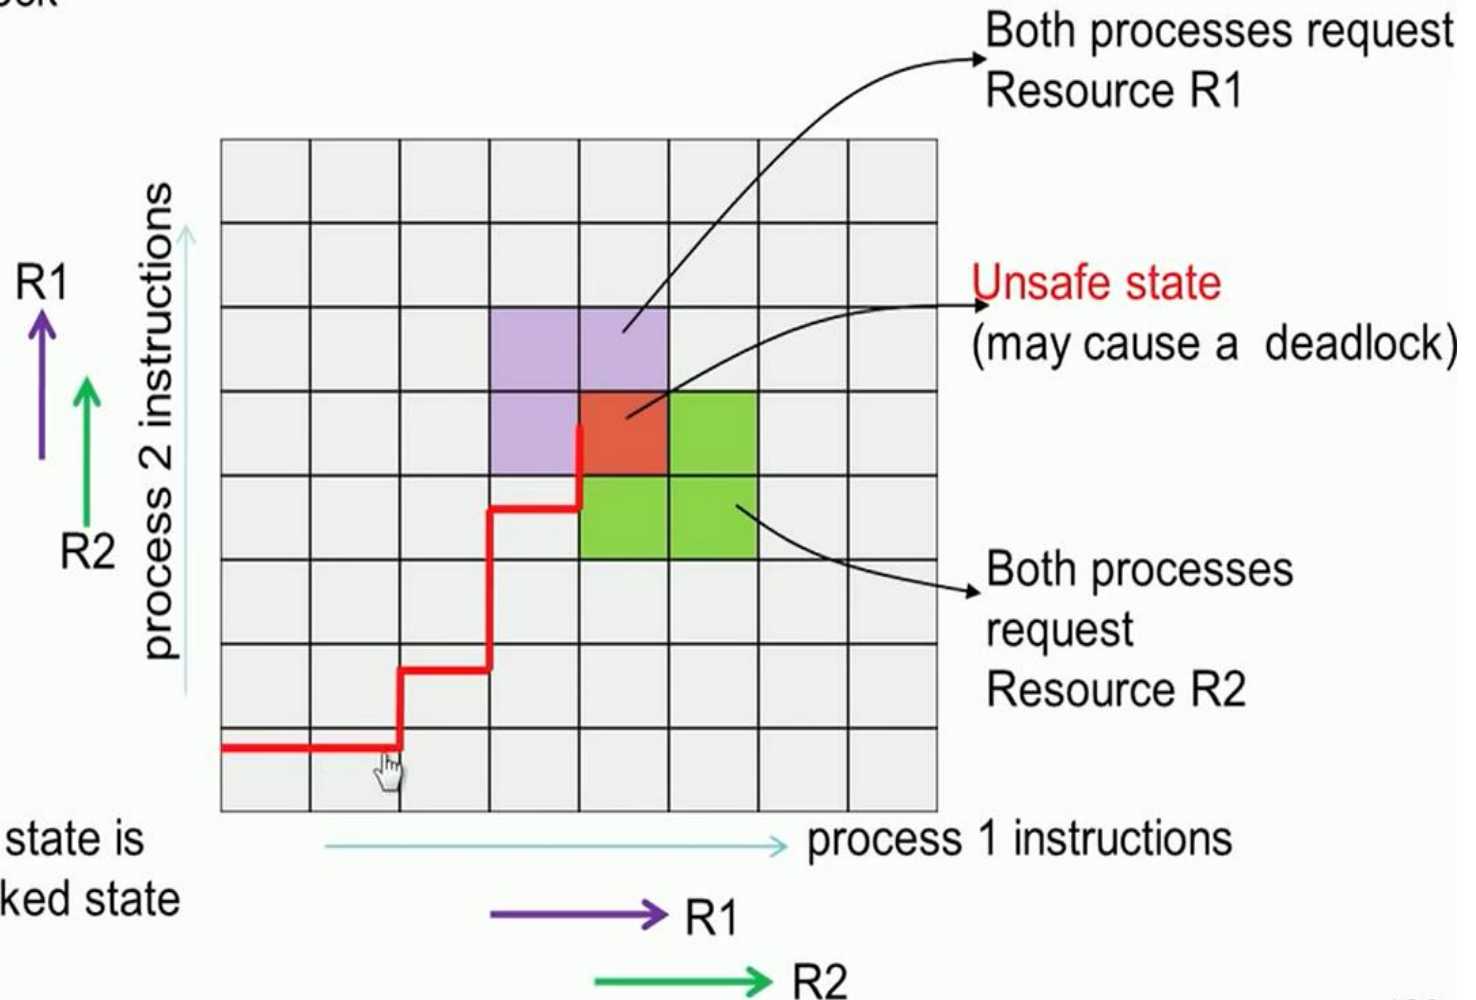 Both processes request
Resource R1
Unsafe state
(may cause a deadlock)
R1
R2
process 2 instructions
Both processes
request
Resource R2
state is
ked state
process 1 instructions
R1
R2